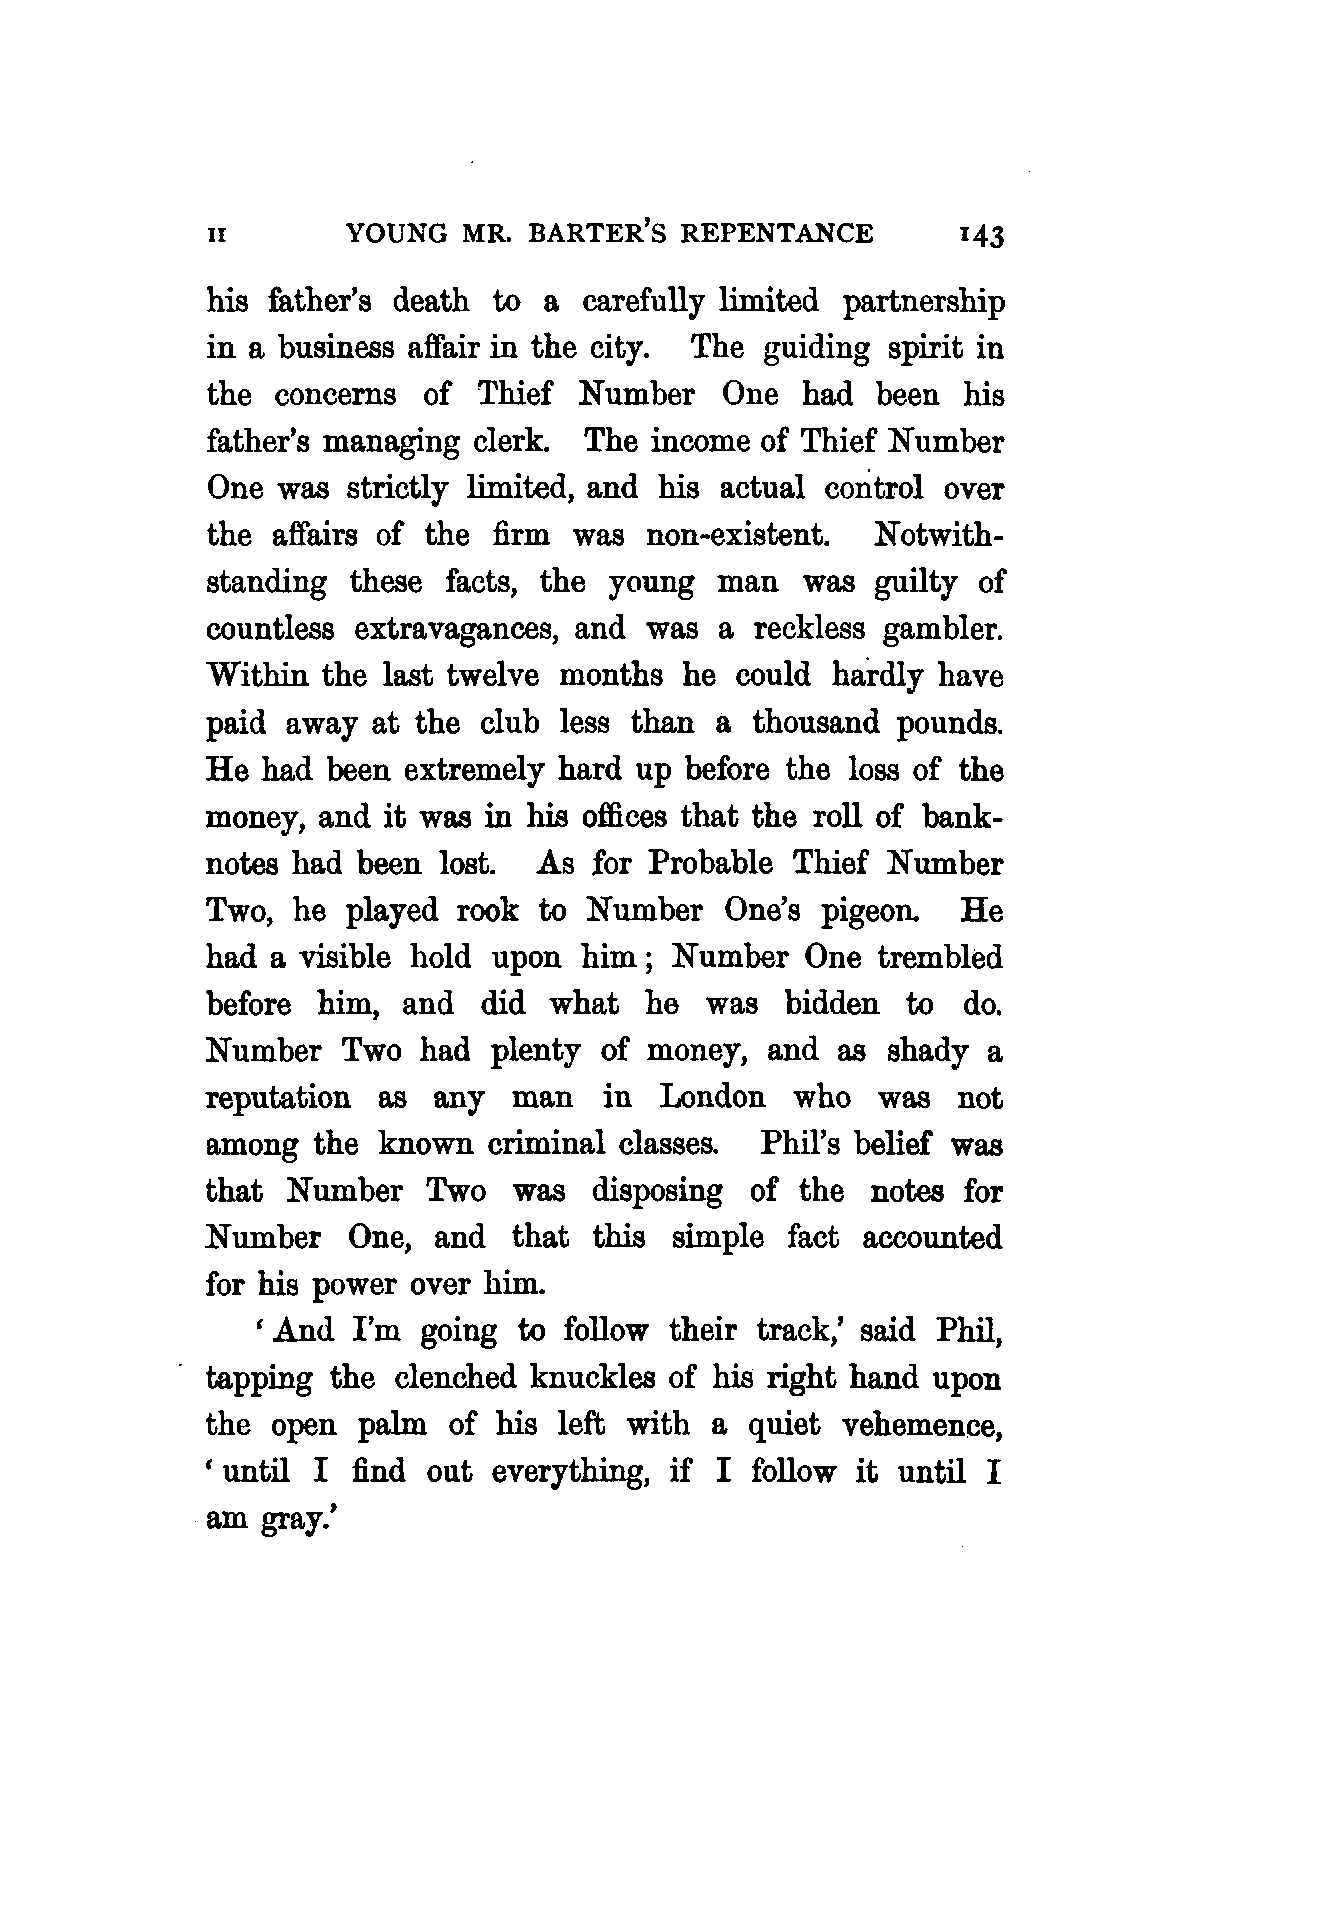 II YOUNG MR. BARTER'S REPENTANCE 143
his father's death to a carefully limited partnership
in a business affair in the city. The guiding spirit in
the concerns of Thief Number One had been his
father's managing clerk. The income of Thief Number
One was strictly limited, and his actual control over
the affairs of the firm was non-existent. Notwith-
standing these facts, the young man was guilty of
countless extravagances, and was a reckless gambler.
Within the last twelve months he could hardly have
paid away at the club less than a thousand pounds.
He had been extremely hard up before the loss of the
money, and it was in his offices that the roll of bank-
notes had been lost. As for Probable Thief Number
Two, he played rook to Number One's pigeon. He
had a visible hold upon him; Number One trembled
before him, and did what he was bidden to do.
Number Two had plenty of money, and as shady a
reputation as any man in London who was not
among the known criminal classes. Phil's belief was
that Number Two was disposing of the notes for
Number One, and that this simple fact accounted
for his power over him.
'And I'm going to follow their track,' said Phil,
tapping the clenched knuckles of his right hand upon
the open palm of his left with a quiet vehemence,
'until I find out everything, if I follow it until I
am gray.'